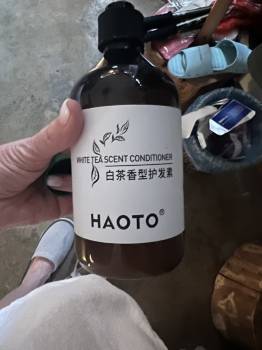 WHITE TEA SCENT CONDITIONER
白茶香型护发素
HAOTO®